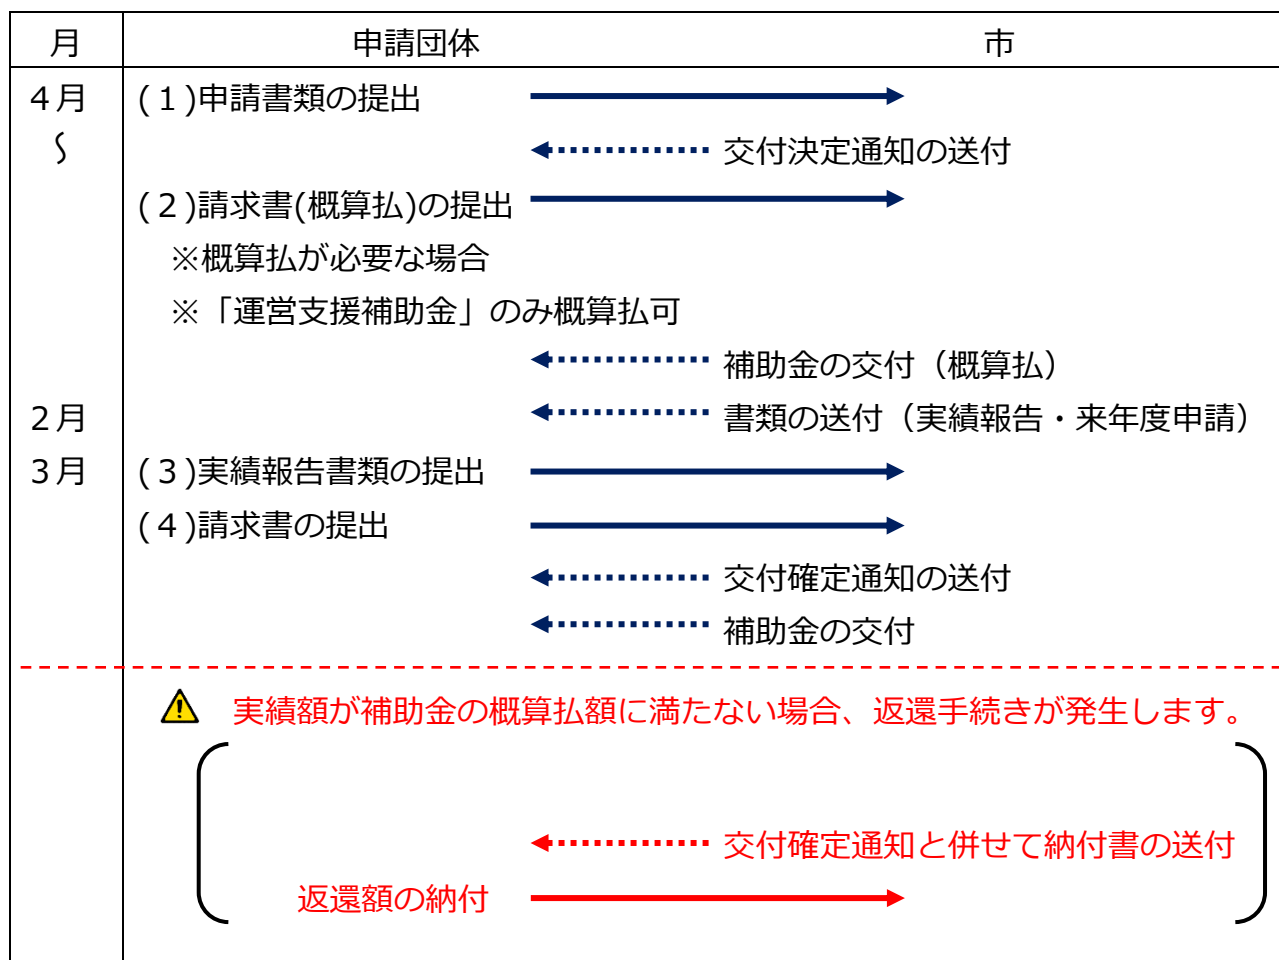 月 申請団体 市
４月 (１)申請書類の提出
～ 交付決定通知の送付
(２)請求書(概算払)の提出
※概算払が必要な場合
※「運営支援補助金」のみ概算払可
補助金の交付（概算払）
２月 書類の送付（実績報告・来年度申請）
３月 (３)実績報告書類の提出
(４)請求書の提出
交付確定通知の送付
補助金の交付
実績額が補助金の概算払額に満たない場合、返還手続きが発生します。
交付確定通知と併せて納付書の送付
返還額の納付